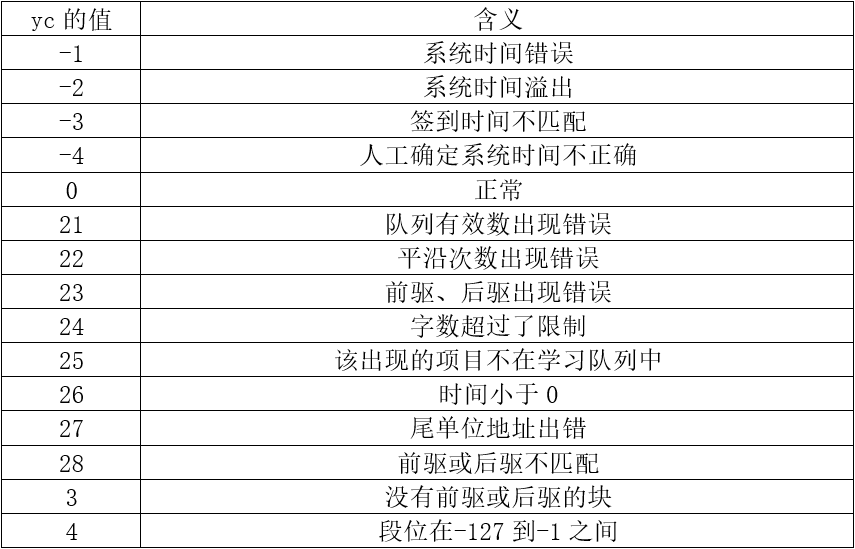 yc 的值 含义
-1 系统时间错误
-2 系统时间溢出
-3 签到时间不匹配
-4 人工确定系统时间不正确
0 正常
21 队列有效数出现错误
22 平沿次数出现错误
23 前驱、后驱出现错误
24 字数超过了限制
25 该出现的项目不在学习队列中
26 时间小于 0
27 尾单位地址出错
28 前驱或后驱不匹配
3 没有前驱或后驱的块
4 段位在-127 到-1 之间